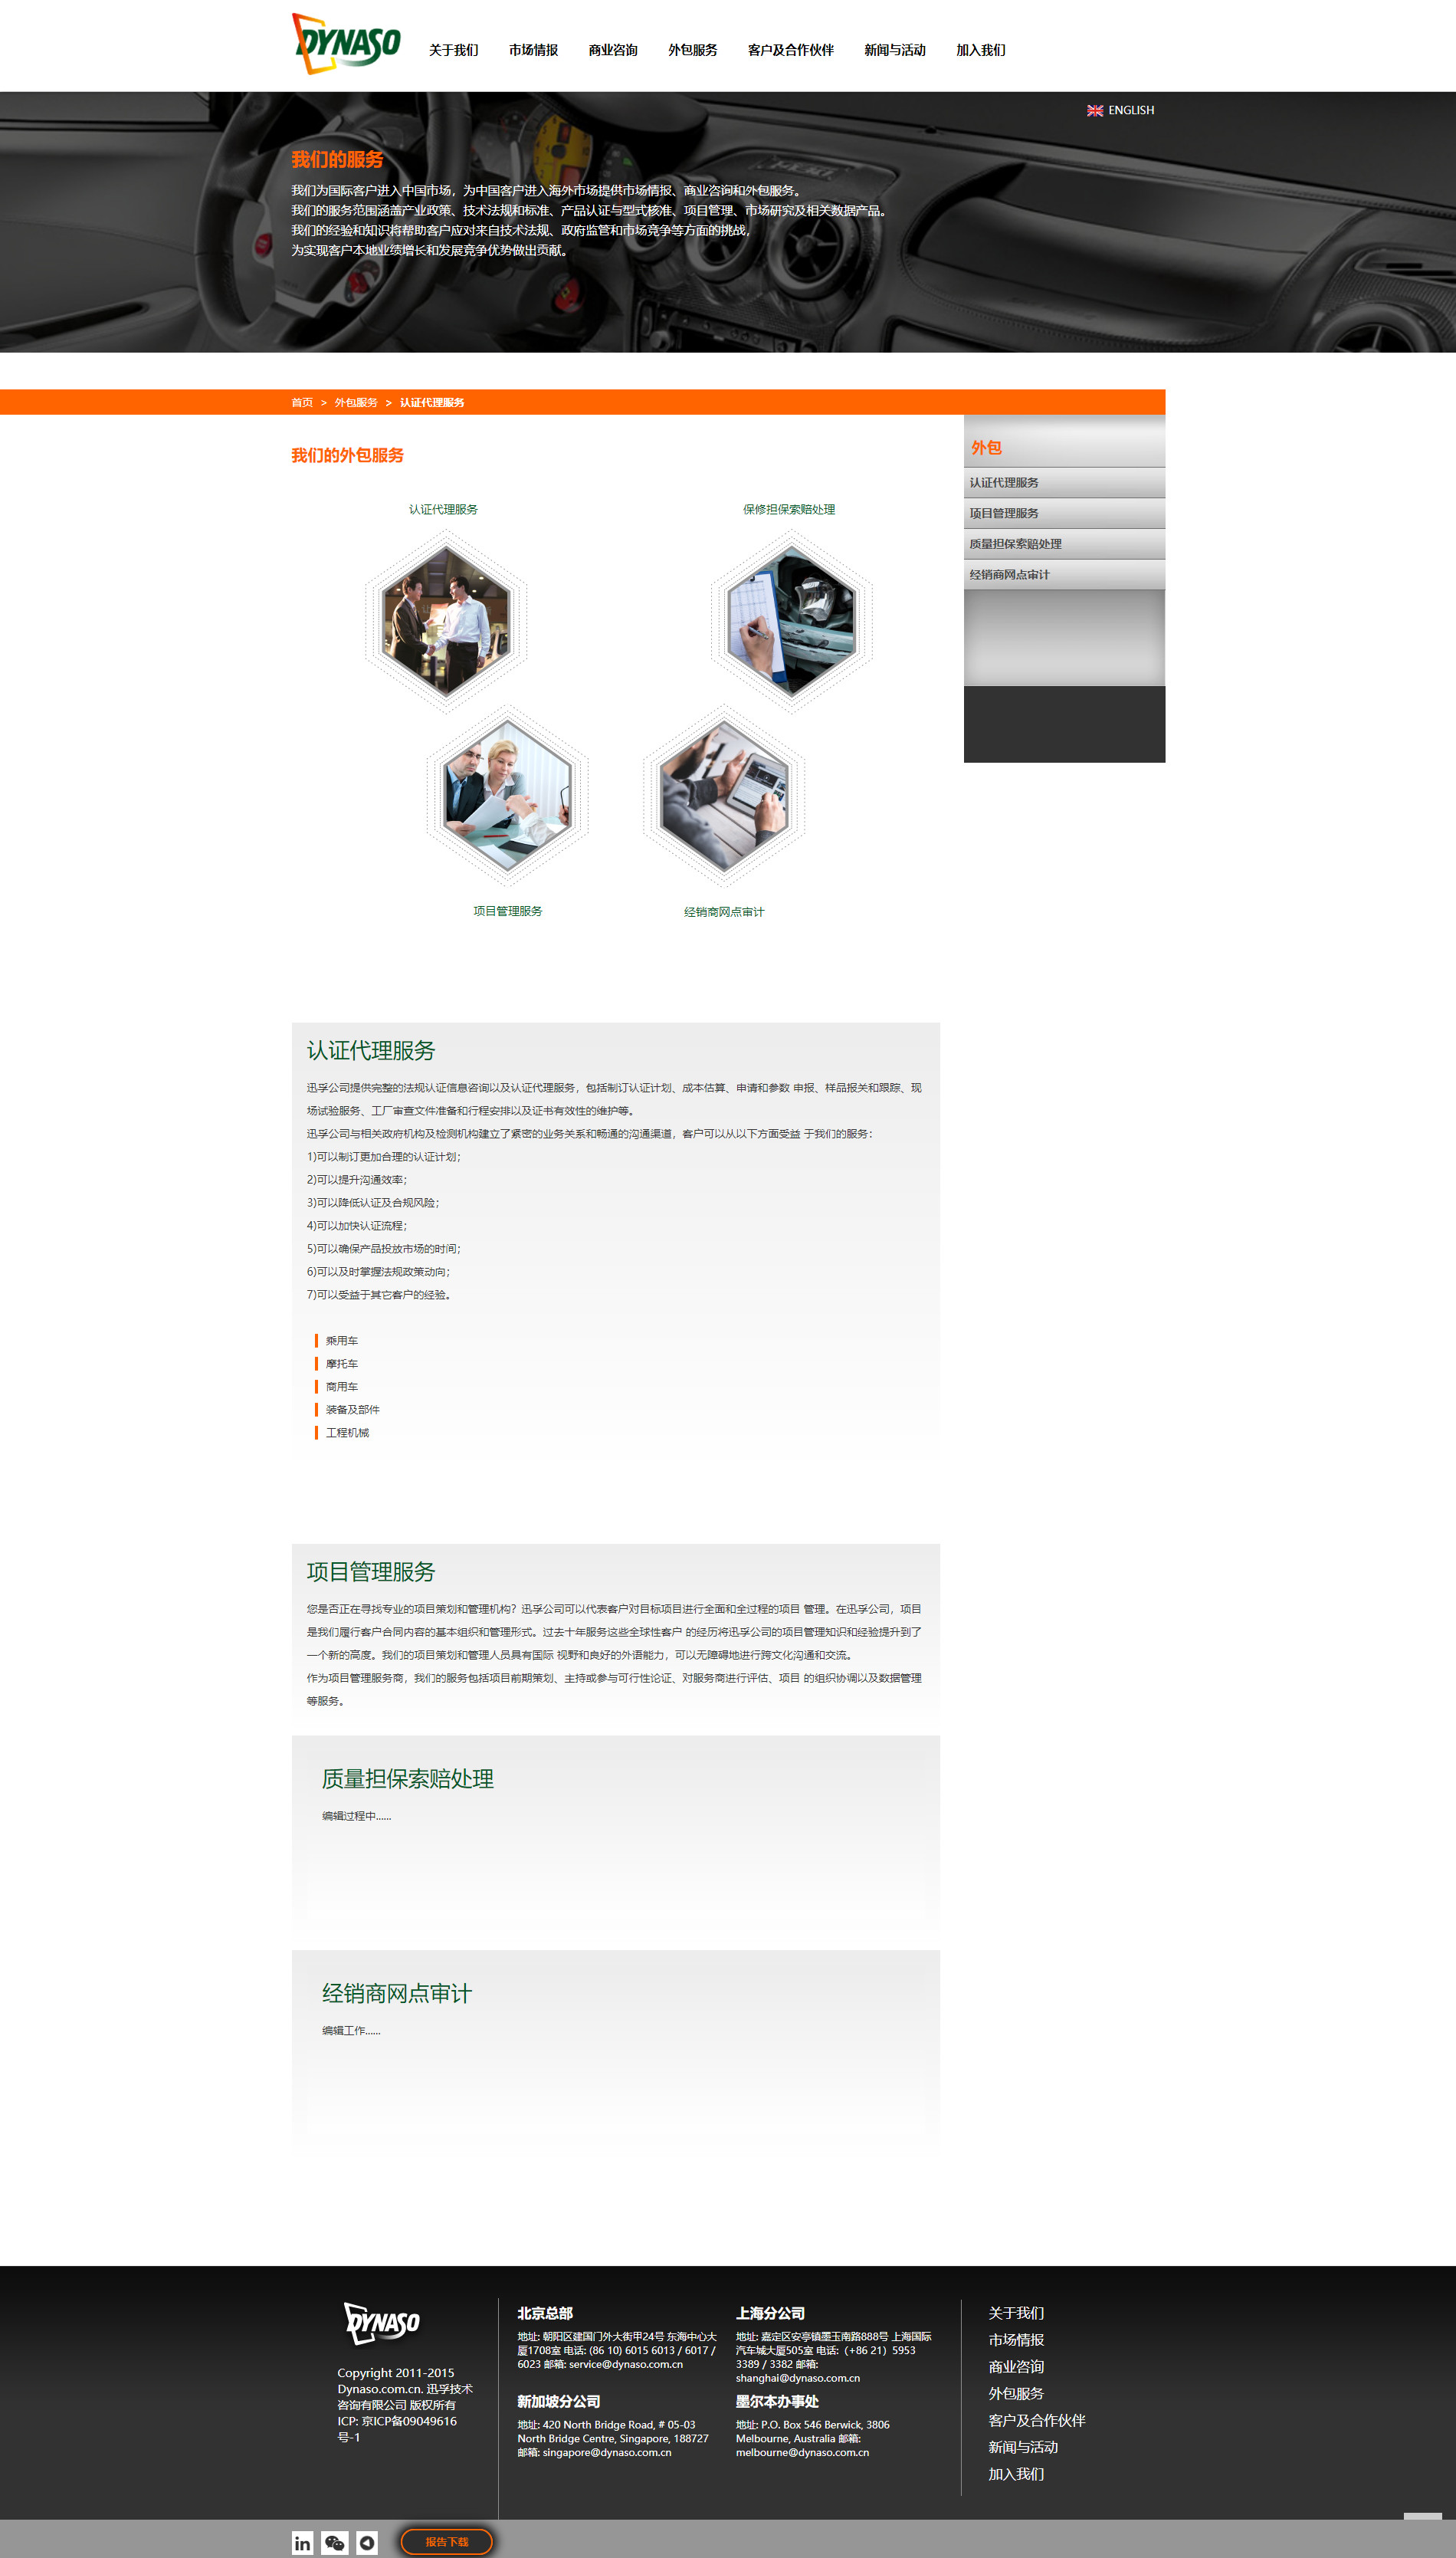 DYNASO
关于我们 市场情报 商业咨询 外包服务 客户及合作伙伴 新闻与活动 加入我们
ENGLISH
我们的服务
我们为国际客户进入中国市场，为中国客户进入海外市场提供市场情报、商业咨询和外包服务。
我们的服务范围涵盖产业政策、技术法规和标准、产品认证与型式核准、项目管理、市场研究及相关数据产品。
我们的经验和知识将帮助客户应对来自技术法规、政府监管和市场竞争等方面的挑战，
为实现客户本地业绩增长和发展竞争优势做出贡献。
首页 > 外包服务 > 认证代理服务
我们的外包服务
认证代理服务
保修担保索赔处理
项目管理服务
经销商网点审计
外包
认证代理服务
项目管理服务
质量担保索赔处理
经销商网点审计
认证代理服务
迅孚公司提供完整的法规认证信息咨询以及认证代理服务，包括制订认证计划、成本估算、申请和参数 申报、样品报关和跟踪、现
场试验服务、工厂审查文件准备和行程安排以及证书有效性的维护等。
迅孚公司与相关政府机构及检测机构建立了紧密的业务关系和畅通的沟通渠道，客户可以从以下方面受益 于我们的服务：
1)可以制订更加合理的认证计划；
2)可以提升沟通效率；
3)可以降低认证及合规风险；
4)可以加快认证流程；
5)可以确保产品投放市场的时间；
6)可以及时掌握法规政策动向；
7)可以受益于其它客户的经验。
乘用车
摩托车
商用车
装备及部件
工程机械
项目管理服务
您是否正在寻找专业的项目策划和管理机构？迅孚公司可以代表客户对目标项目进行全面和全过程的项目 管理。在迅孚公司，项目
是我们履行客户合同内容的基本组织和管理形式。过去十年服务这些全球性客户 的经历将迅孚公司的项目管理知识和经验提升到了
一个新的高度。我们的项目策划和管理人员具有国际 视野和良好的外语能力，可以无障碍地进行跨文化沟通和交流。
作为项目管理服务商，我们的服务包括项目前期策划、主持或参与可行性论证、对服务商进行评估、项目 的组织协调以及数据管理
等服务。
质量担保索赔处理
编辑过程中......
经销商网点审计
编辑工作......
DYNASO
Copyright 2011-2015
Dynaso.com.cn. 迅孚技术
咨询有限公司 版权所有
ICP: 京ICP备09049616
号-1
北京总部
地址: 朝阳区建国门外大街甲24号 东海中心大
厦1708室 电话: (86 10) 6015 6013 / 6017 /
6023 邮箱: service@dynaso.com.cn
上海分公司
地址: 嘉定区安亭镇墨玉南路888号 上海国际
汽车城大厦505室 电话:（+86 21）5953
3389 / 3382 邮箱:
shanghai@dynaso.com.cn
新加坡分公司
地址: 420 North Bridge Road, # 05-03
North Bridge Centre, Singapore, 188727
邮箱: singapore@dynaso.com.cn
墨尔本办事处
地址: P.O. Box 546 Berwick, 3806
Melbourne, Australia 邮箱:
melbourne@dynaso.com.cn
关于我们
市场情报
商业咨询
外包服务
客户及合作伙伴
新闻与活动
加入我们
in
报告下载